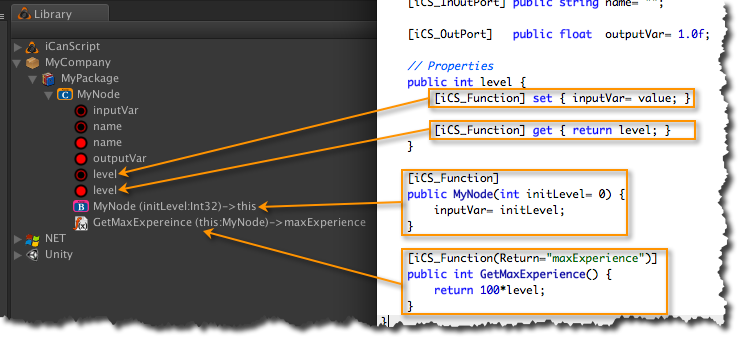 Library
iCanScript
MyCompany
MyPackage
MyNode
inputVar
name
name
outputVar
level
level
MyNode (initLevel:Int32)->this
GetMaxExpereince (this:MyNode)->maxExperience
NET
Unity
[iCS_InOutPort] public string name= "";
[iCS_OutPort] public float outputVar= 1.0f;
// Properties
public int level {
[iCS_Function] set { inputVar= value; }
[iCS_Function] get { return level; }
}
[iCS_Function]
public MyNode(int initLevel= 0) {
inputVar= initLevel;
}
[iCS_Function(Return="maxExperience")]
public int GetMaxExperience() {
return 100*level;
}
}